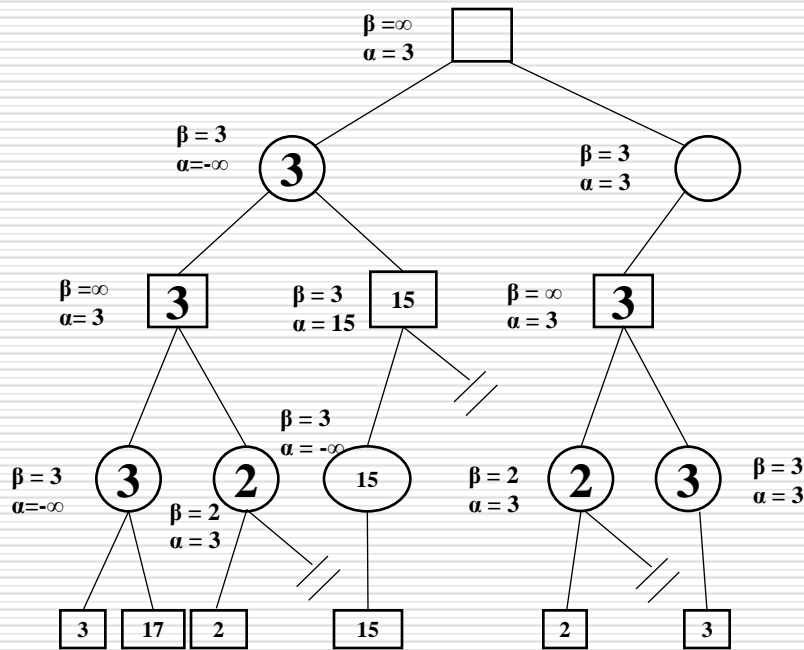 β =∞
α = 3
β = 3
α=-∞
3
β = 3
α = 3
β =∞
α= 3
3
β = 3
α = 15
15
β = ∞
α = 3
3
β = 3
α=-∞
3
β = 2
α = 3
2
β = 3
α = -∞
15
β = 2
α = 3
2
3
β = 3
α = 3
3
17
2
15
2
3